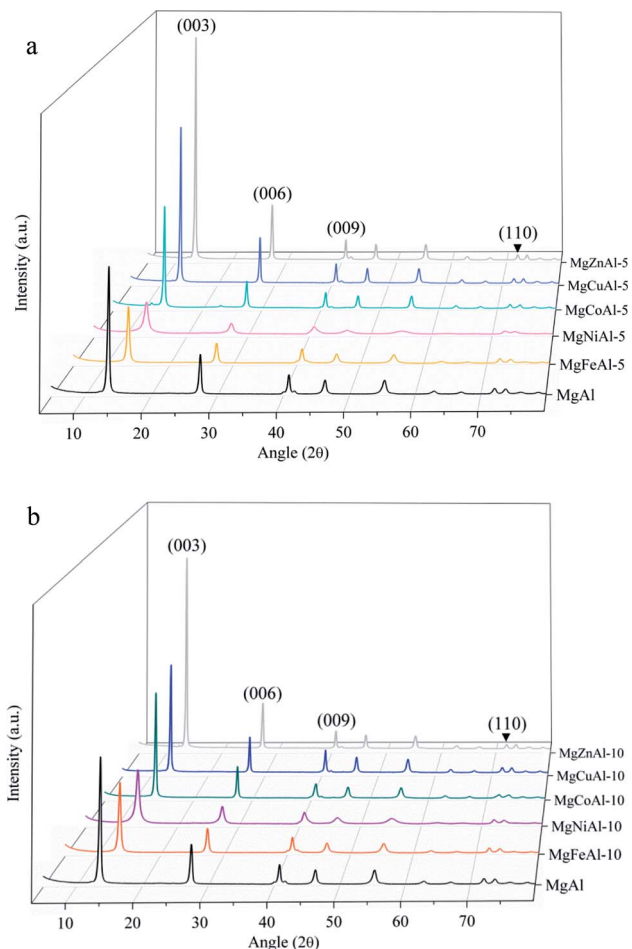 a
(003)
(006)
(009)
(110)
MgZnAl-5
MgCuAl-5
MgCoAl-5
MgNiAl-5
MgFeAl-5
MgAl
Intensity (a.u.)
10 20 30 40 50 60 70
Angle (2θ)
b
(003)
(006)
(009)
(110)
MgZnAl-10
MgCuAl-10
MgCoAl-10
MgNiAl-10
MgFeAl-10
MgAl
Intensity (a.u.)
10 20 30 40 50 60 70
Angle (2θ)